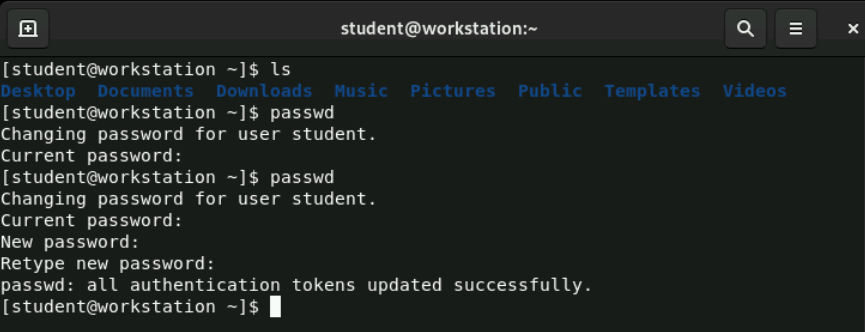 student@workstation:~
[student@workstation ~]$ ls
Desktop  Documents  Downloads  Music  Pictures  Public  Templates  Videos
[student@workstation ~]$ passwd
Changing password for user student.
Current password:
[student@workstation ~]$ passwd
Changing password for user student.
Current password:
New password:
Retype new password:
passwd: all authentication tokens updated successfully.
[student@workstation ~]$